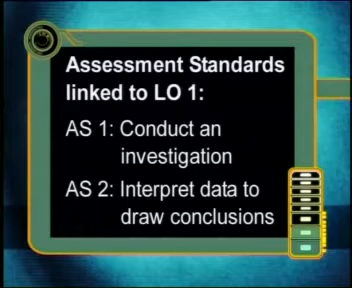 Assessment Standards
linked to LO 1:
AS 1: Conduct an
investigation
AS 2: Interpret data to
draw conclusions